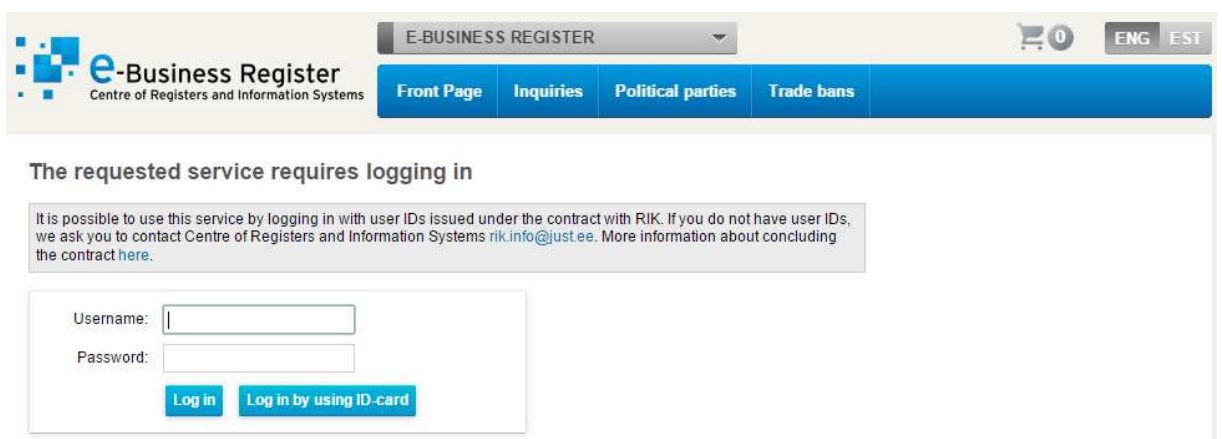 E-BUSINESS REGISTER
0
ENG EST
e-Business Register
Centre of Registers and Information Systems
Front Page Inquiries Political parties Trade bans
The requested service requires logging in
It is possible to use this service by logging in with user IDs issued under the contract with RIK. If you do not have user IDs,
we ask you to contact Centre of Registers and Information Systems rik.info@just.ee. More information about concluding
the contract here.
Username:
Password:
Log in Log in by using ID-card